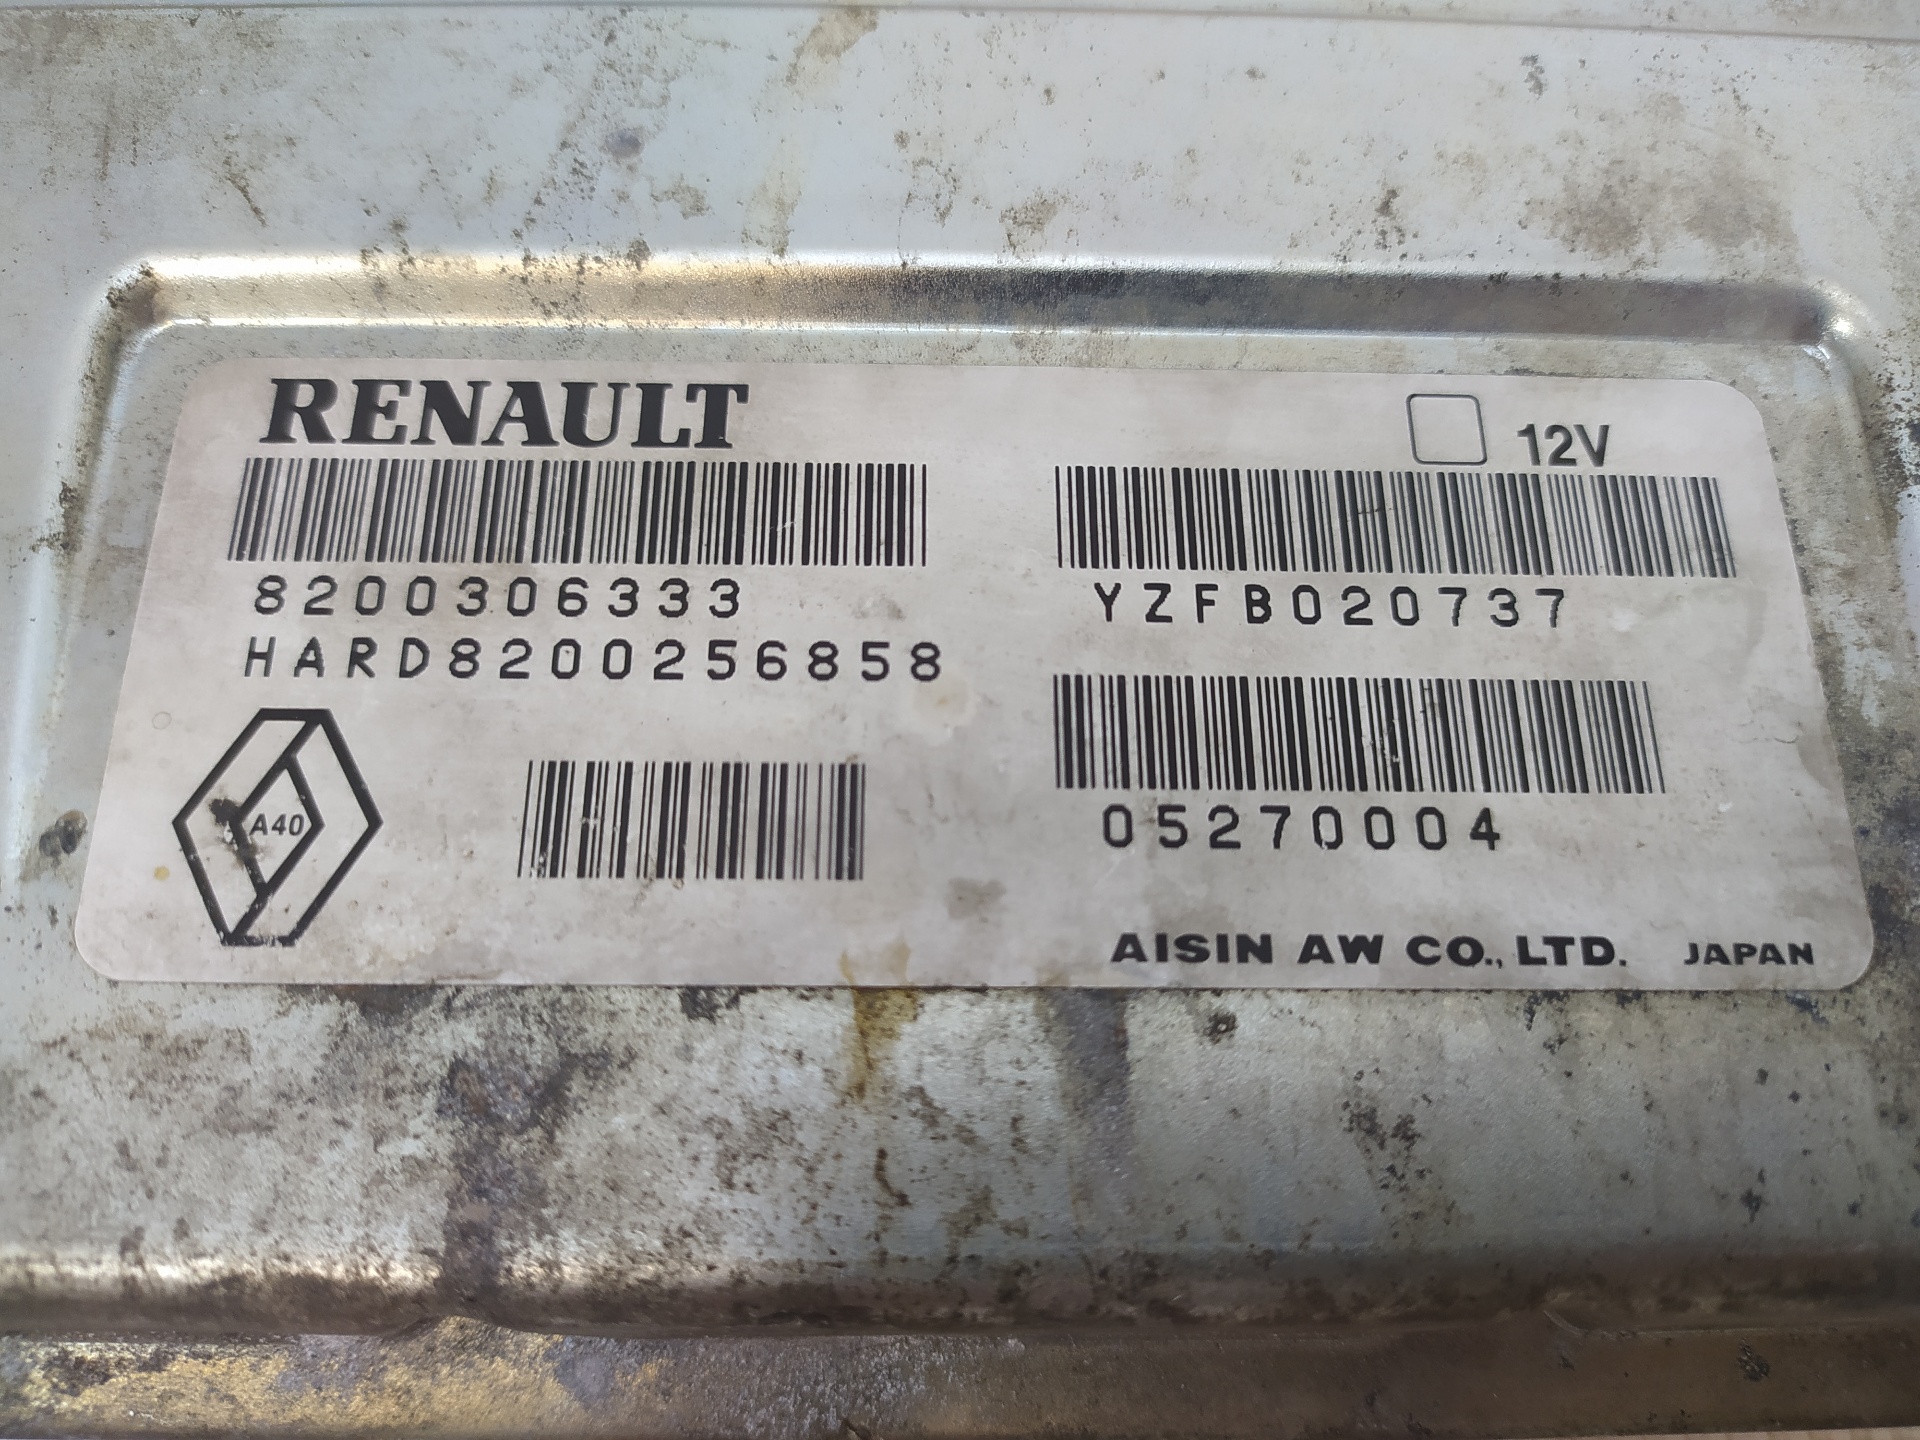 RENAULT
12V
8200306333
YZFB020737
HARD8200256858
A40
05270004
AISIN AW CO., LTD. JAPAN